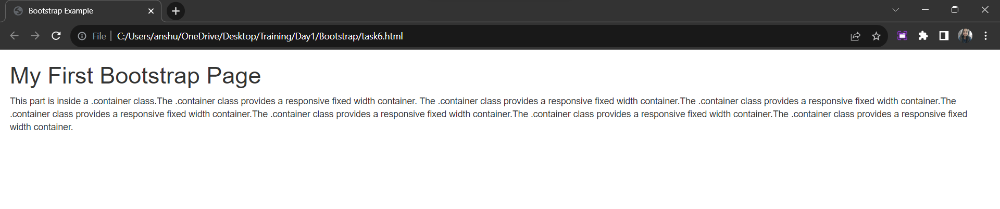 Bootstrap Example
File C:/Users/anshu/OneDrive/Desktop/Training/Day1/Bootstrap/task6.html
My First Bootstrap Page
This part is inside a .container class.The .container class provides a responsive fixed width container. The .container class provides a responsive fixed width container.The .container class provides a responsive fixed width container.The
.container class provides a responsive fixed width container.The .container class provides a responsive fixed width container.The .container class provides a responsive fixed width container.The .container class provides a responsive fixed
width container.